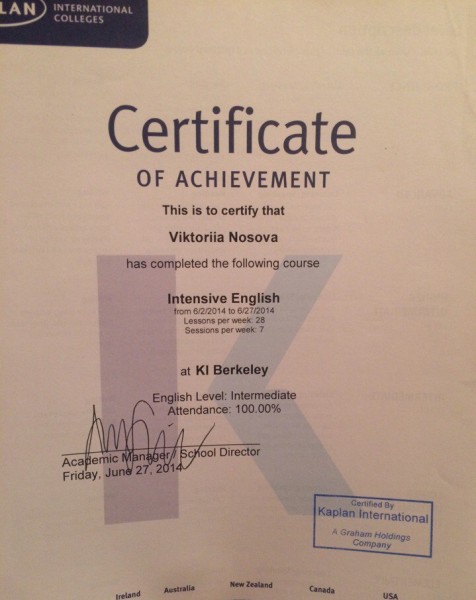 LAN
INTERNATIONAL
COLLEGES
Certificate
OF ACHIEVEMENT
This is to certify that
Viktoriia Nosova
has completed the following course
Intensive English
from 6/2/2014 to 6/27/2014
Lessons per week: 28
Sessions per week: 7
at KI Berkeley
English Level: Intermediate
Attendance: 100.00%
Academic Manager / School Director
Friday, June 27, 2014
Certified By
Kaplan International
A Graham Holdings
Company
Ireland Australia New Zealand Canada USA